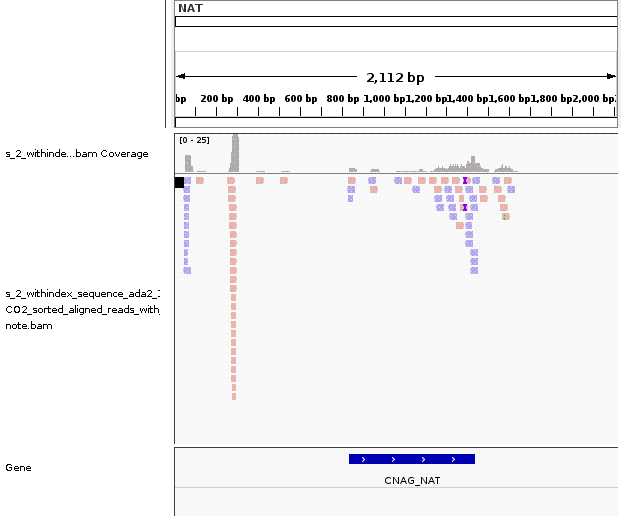 NAT
2,112 bp
bp 200 bp 400 bp 600 bp 800 bp 1,000 bp 1,200 bp 1,400 bp 1,600 bp 1,800 bp 2,000 bp
[0 - 25]
s_2_withinde...bam Coverage
s_2_withindex_sequence_ada2_
CO2_sorted_aligned_reads_with_
note.bam
Gene
CNAG_NAT